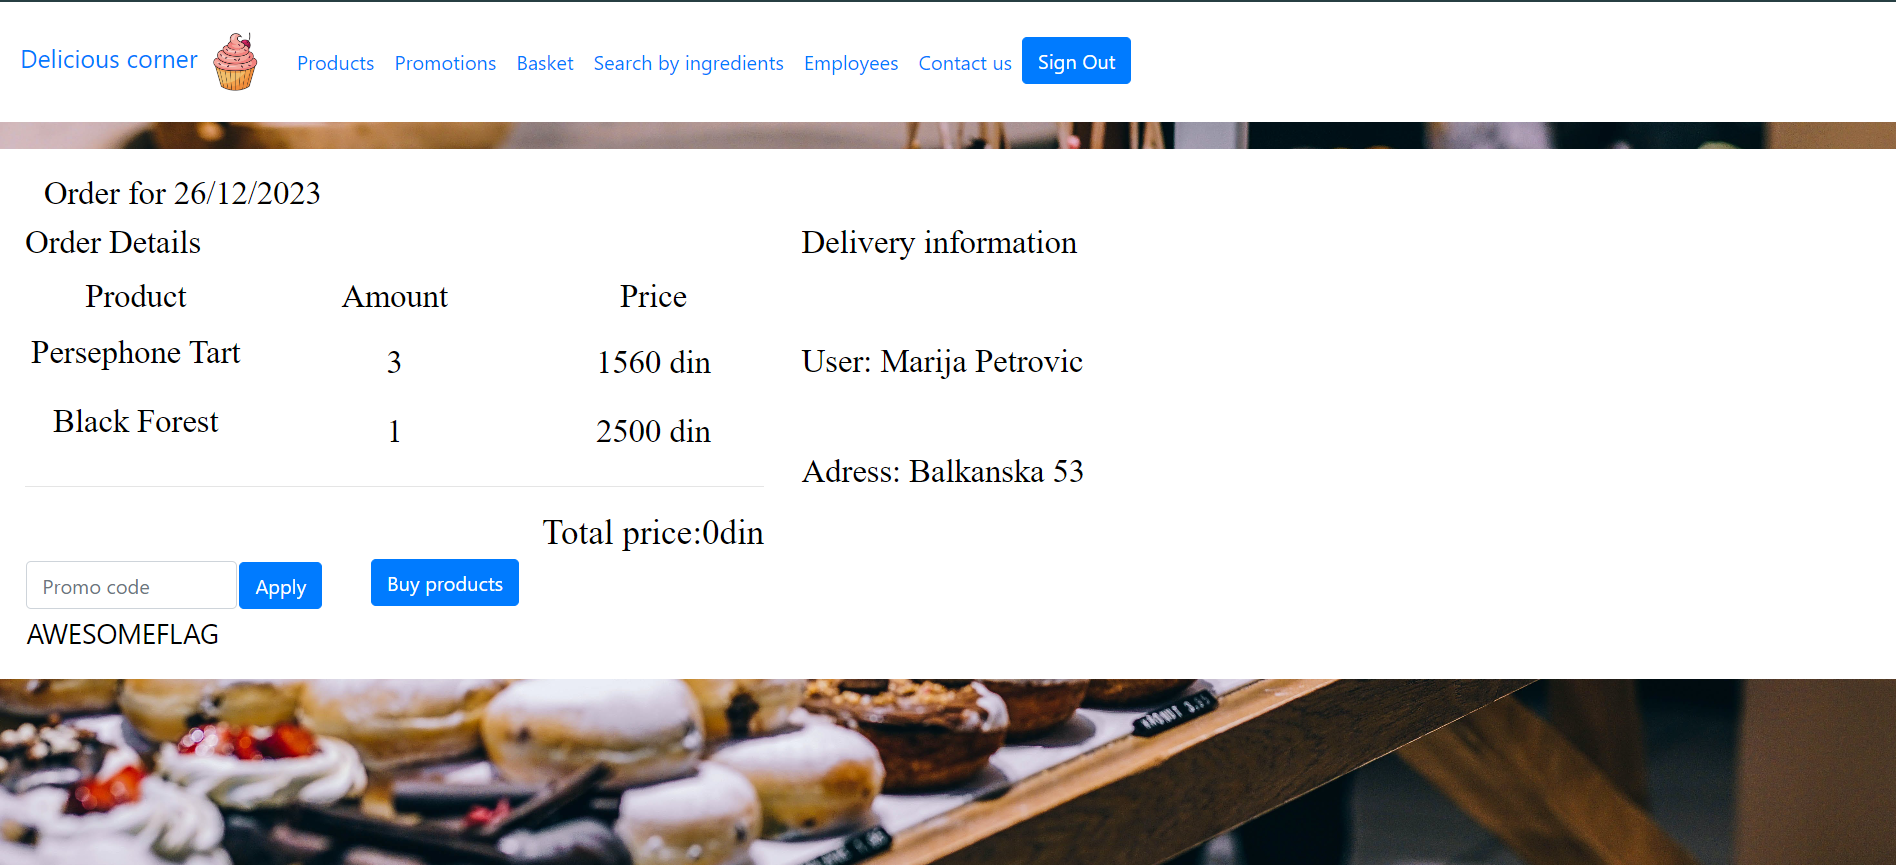 Delicious corner
Products Promotions Basket Search by ingredients Employees Contact us Sign Out
Order for 26/12/2023
Order Details
Product Amount Price
Persephone Tart 3 1560 din
Black Forest 1 2500 din
Total price:0din
Promo code Apply Buy products
AWESOMEFLAG
Delivery information
User: Marija Petrovic
Adress: Balkanska 53